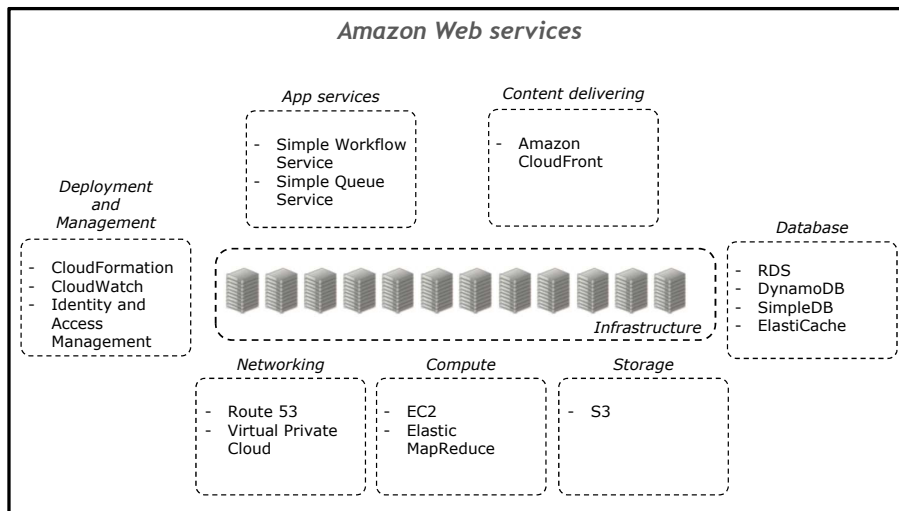 Amazon Web services
App services
- Simple Workflow
Service
- Simple Queue
Service
Content delivering
- Amazon
CloudFront
Deployment
and
Management
- CloudFormation
- CloudWatch
- Identity and
Access
Management
Infrastructure
Database
- RDS
- DynamoDB
- SimpleDB
- ElastiCache
Networking
- Route 53
- Virtual Private
Cloud
Compute
- EC2
- Elastic
MapReduce
Storage
- S3